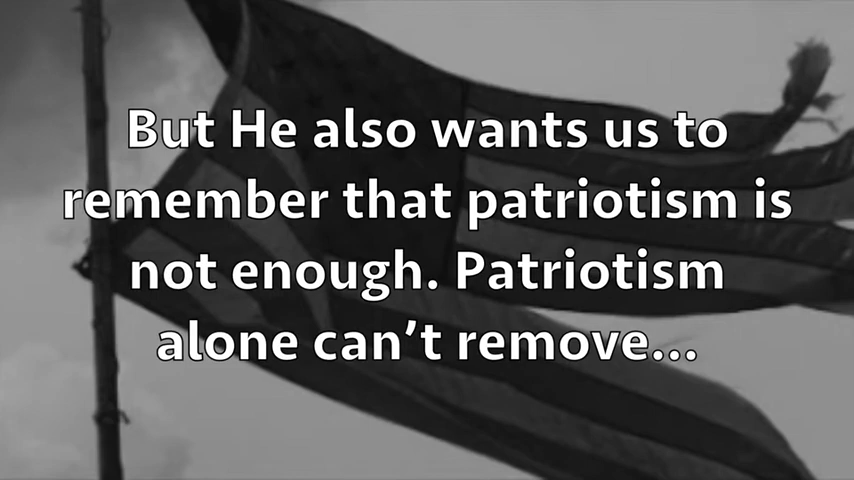 But He also wants us to
remember that patriotism is
not enough. Patriotism
alone can’t remove…